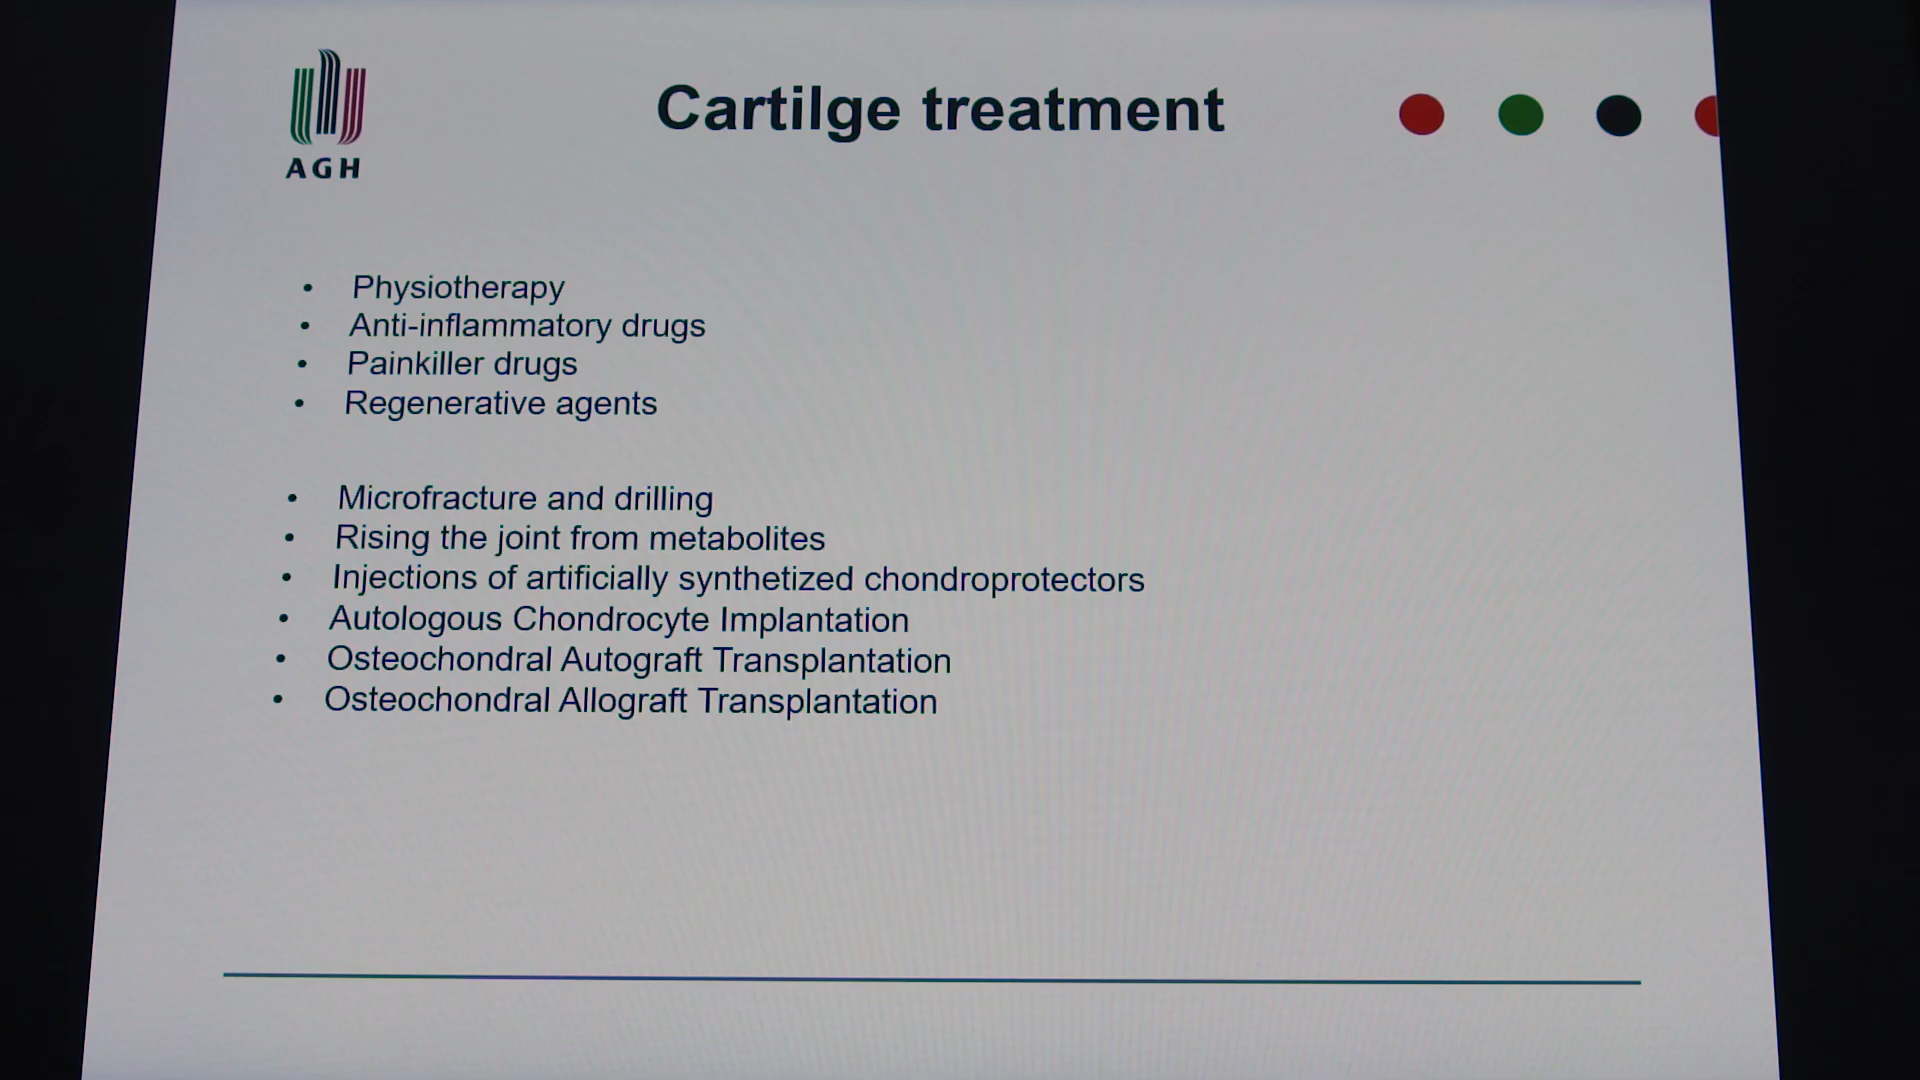 AGH
Cartilge treatment
• Physiotherapy
• Anti-inflammatory drugs
• Painkiller drugs
• Regenerative agents
• Microfracture and drilling
• Rising the joint from metabolites
• Injections of artificially synthetized chondroprotectors
• Autologous Chondrocyte Implantation
• Osteochondral Autograft Transplantation
• Osteochondral Allograft Transplantation